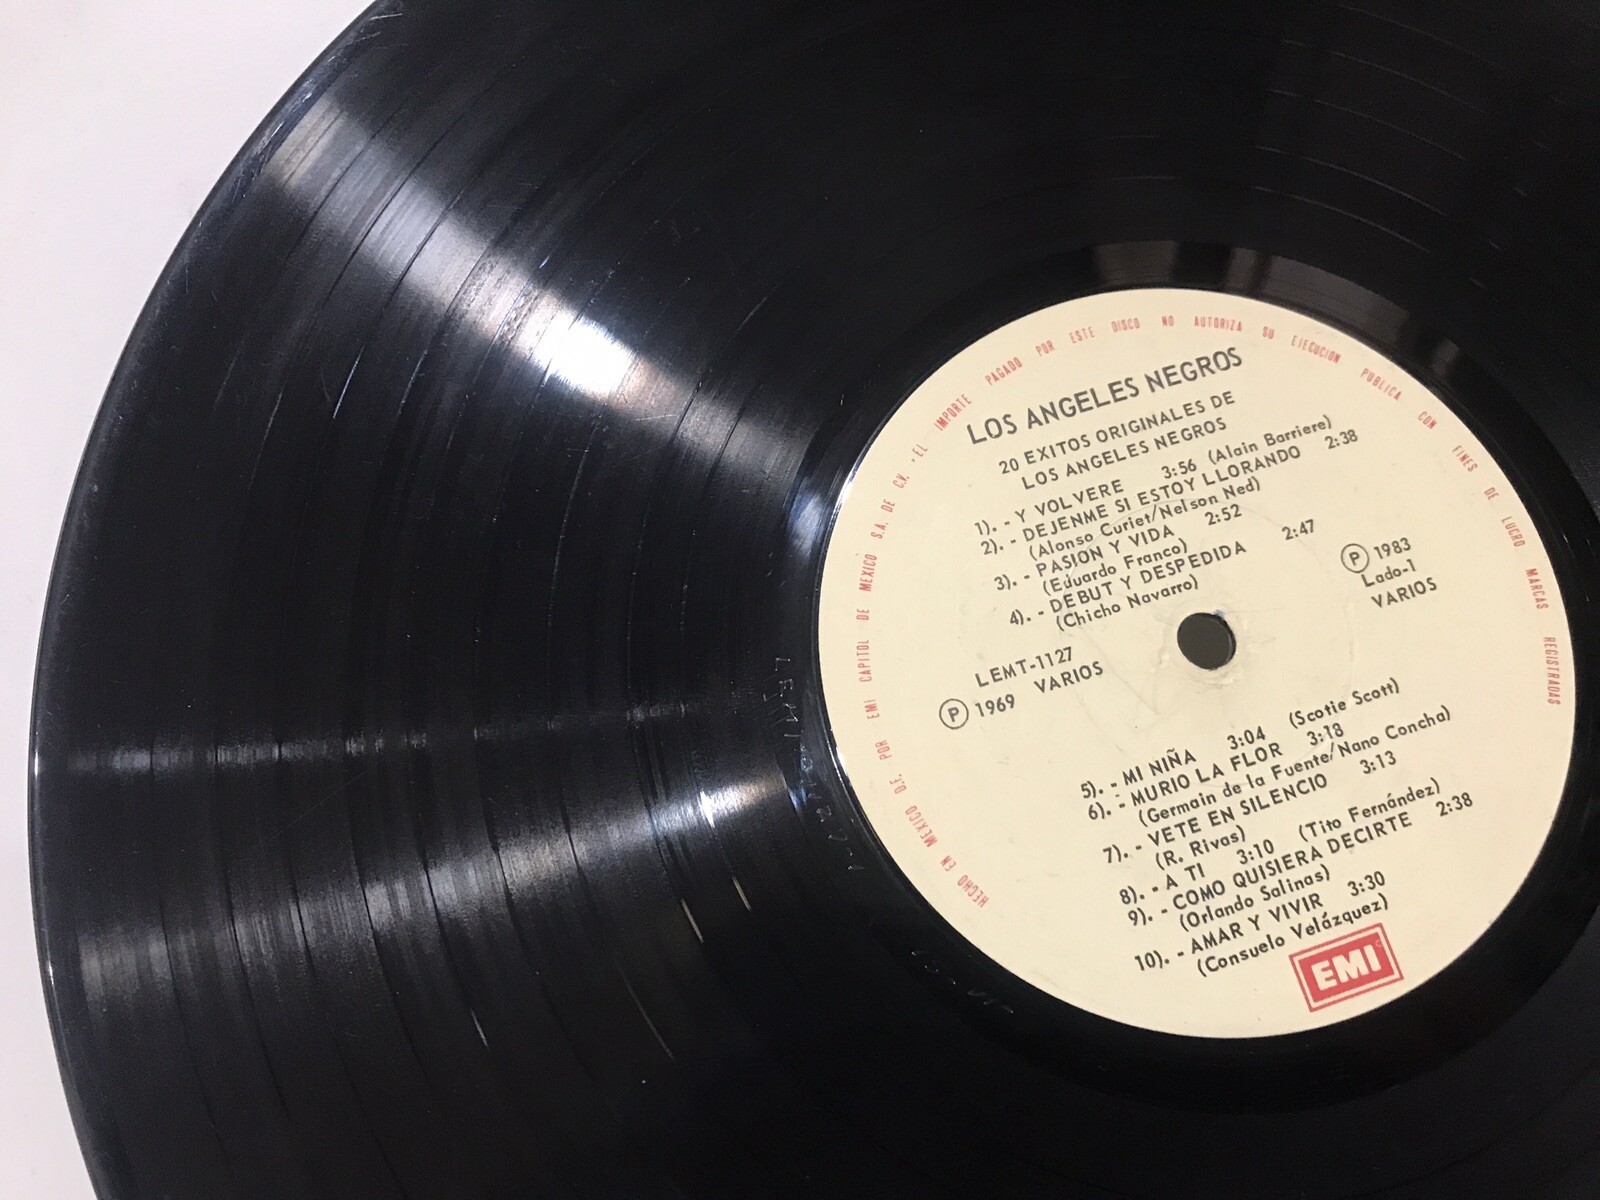 HECHO EN MEXICO D.F. POR EMI CAPITOL DE MEXICO S.A. DE C.V. · EL IMPORTE PAGADO POR ESTE DISCO NO AUTORIZA SU EJECUCION PUBLICA CON FINES DE LUCRO MARCAS REGISTRADAS
LOS ANGELES NEGROS
20 EXITOS ORIGINALES DE
LOS ANGELES NEGROS
1). - Y VOLVERE 3:56 (Alain Barriere)
2). - DEJENME SI ESTOY LLORANDO 2:38
(Alonso Curiet/Nelson Ned)
3). - PASION Y VIDA 2:52
(Eduardo Franco)
4). - DEBUT Y DESPEDIDA 2:47
(Chicho Navarro)
Ⓟ 1983
Lado-1
VARIOS
LEMT-1127
Ⓟ 1969 VARIOS
5). - MI NIÑA 3:04 (Scotie Scott)
6). - MURIO LA FLOR 3:18
(Germain de la Fuente/Nano Concha)
7). - VETE EN SILENCIO 3:13
(R. Rivas)
8). - A TI 3:10 (Tito Fernández)
9). - COMO QUISIERA DECIRTE 2:38
(Orlando Salinas)
10). - AMAR Y VIVIR 3:30
(Consuelo Velázquez)
EMI